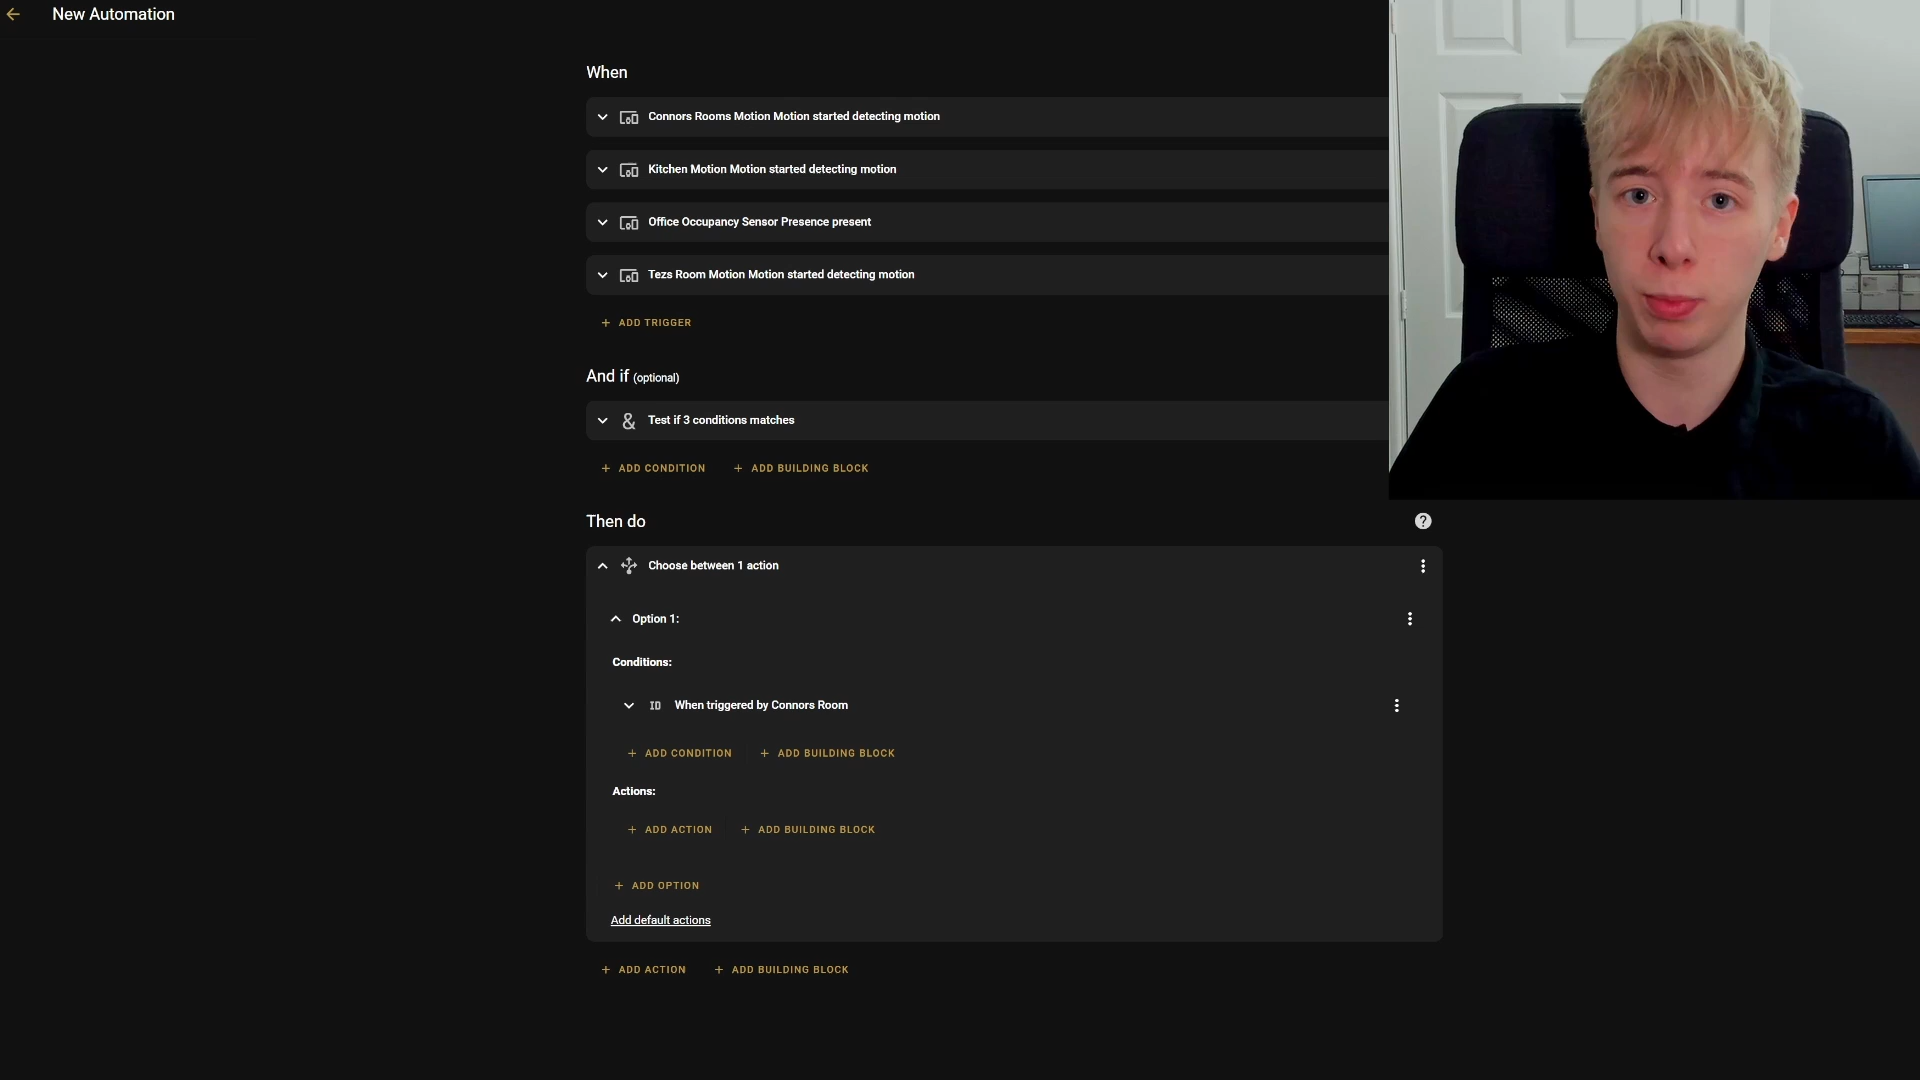 New Automation
When
Connors Rooms Motion Motion started detecting motion
Kitchen Motion Motion started detecting motion
Office Occupancy Sensor Presence present
Tezs Room Motion Motion started detecting motion
+ ADD TRIGGER
And if (optional)
& Test if 3 conditions matches
+ ADD CONDITION + ADD BUILDING BLOCK
Then do
Choose between 1 action
Option 1:
Conditions:
ID When triggered by Connors Room
+ ADD CONDITION + ADD BUILDING BLOCK
Actions:
+ ADD ACTION + ADD BUILDING BLOCK
+ ADD OPTION
Add default actions
+ ADD ACTION + ADD BUILDING BLOCK